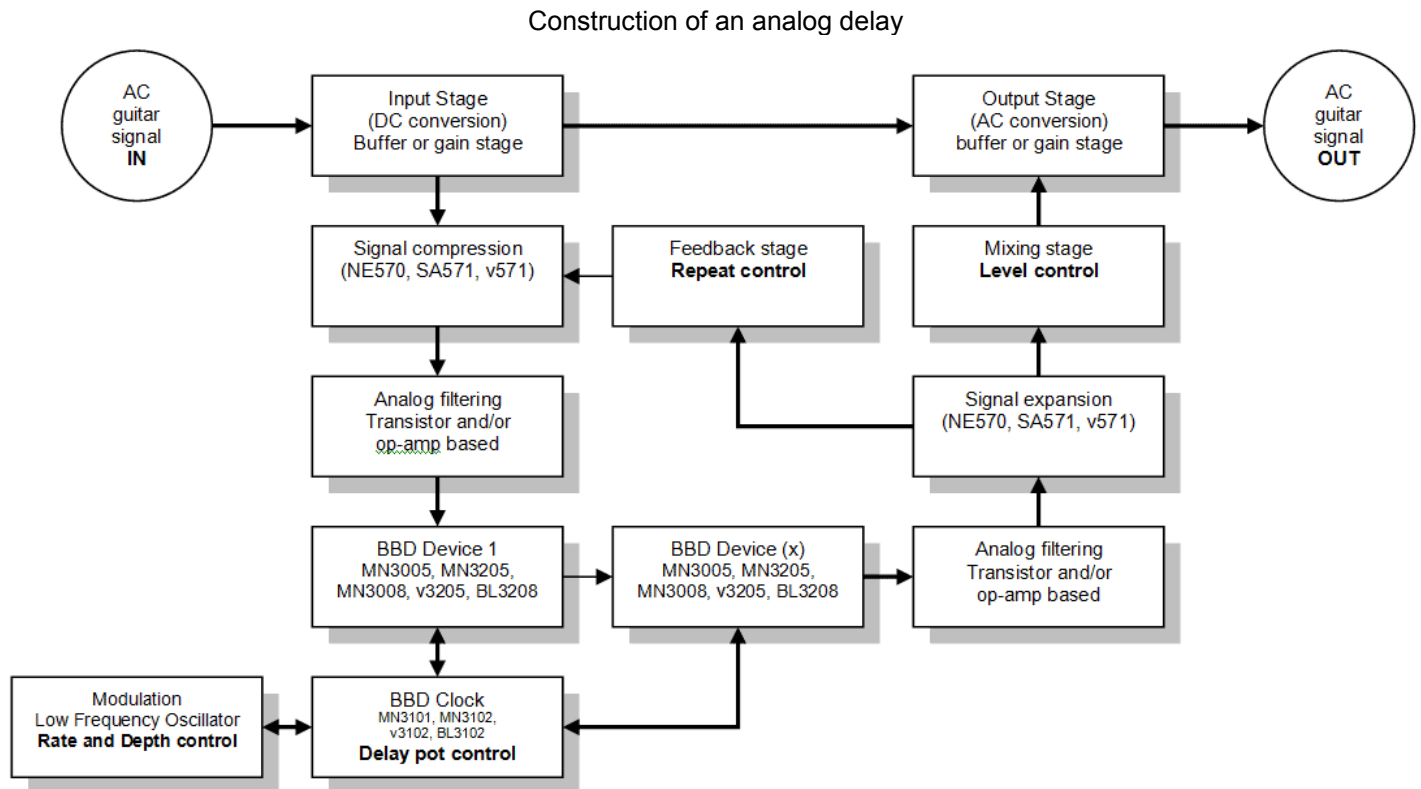 Construction of an analog delay
AC
guitar
signal
IN
Input Stage
(DC conversion)
Buffer or gain stage
Output Stage
(AC conversion)
buffer or gain stage
AC
guitar
signal
OUT
Signal compression
(NE570, SA571, v571)
Feedback stage
Repeat control
Mixing stage
Level control
Analog filtering
Transistor and/or
op-amp based
Signal expansion
(NE570, SA571, v571)
BBD Device 1
MN3005, MN3205,
MN3008, v3205, BL3208
BBD Device (x)
MN3005, MN3205,
MN3008, v3205, BL3208
Analog filtering
Transistor and/or
op-amp based
Modulation
Low Frequency Oscillator
Rate and Depth control
BBD Clock
MN3101, MN3102,
v3102, BL3102
Delay pot control